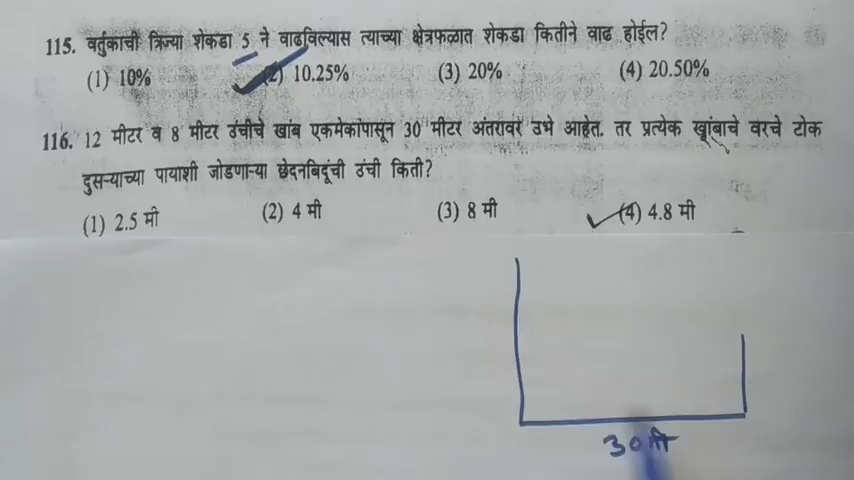 115. वर्तुकाची त्रिज्या शेकडा 5 ने वाढविल्यास त्याच्या क्षेत्रफळात शेकडा कितीने वाढ होईल?
(1) 10% (2) 10.25% (3) 20% (4) 20.50%
116. 12 मीटर व 8 मीटर उंचीचे खांब एकमेकांपासून 30 मीटर अंतरावर उभे आहेत. तर प्रत्येक खांबाचे वरचे टोक
दुसऱ्याच्या पायाशी जोडणाऱ्या छेदनबिदूंची उंची किती?
(1) 2.5 मी (2) 4 मी (3) 8 मी (4) 4.8 मी
30मी